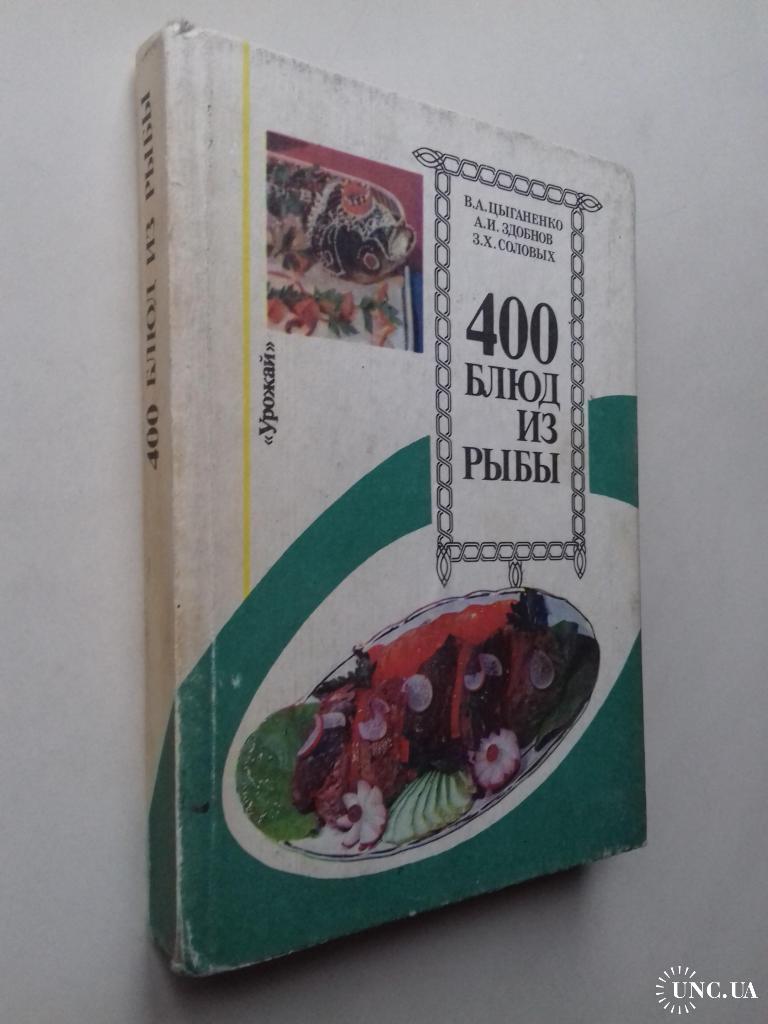 400 БЛЮД ИЗ РЫБЫ
В.А.ЦЫГАНЕНКО
А.И.ЗДОБНОВ
З.Х.СОЛОВЫХ
400
БЛЮД
ИЗ
РЫБЫ
«Урожай»
UNC.UA